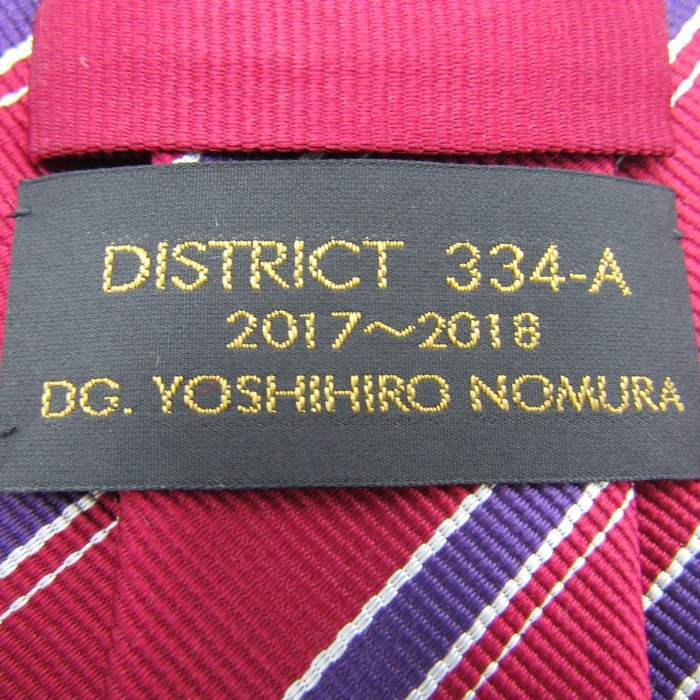 DISTRICT 334-A
2017～2018
DG. YOSHIHIRO NOMURA